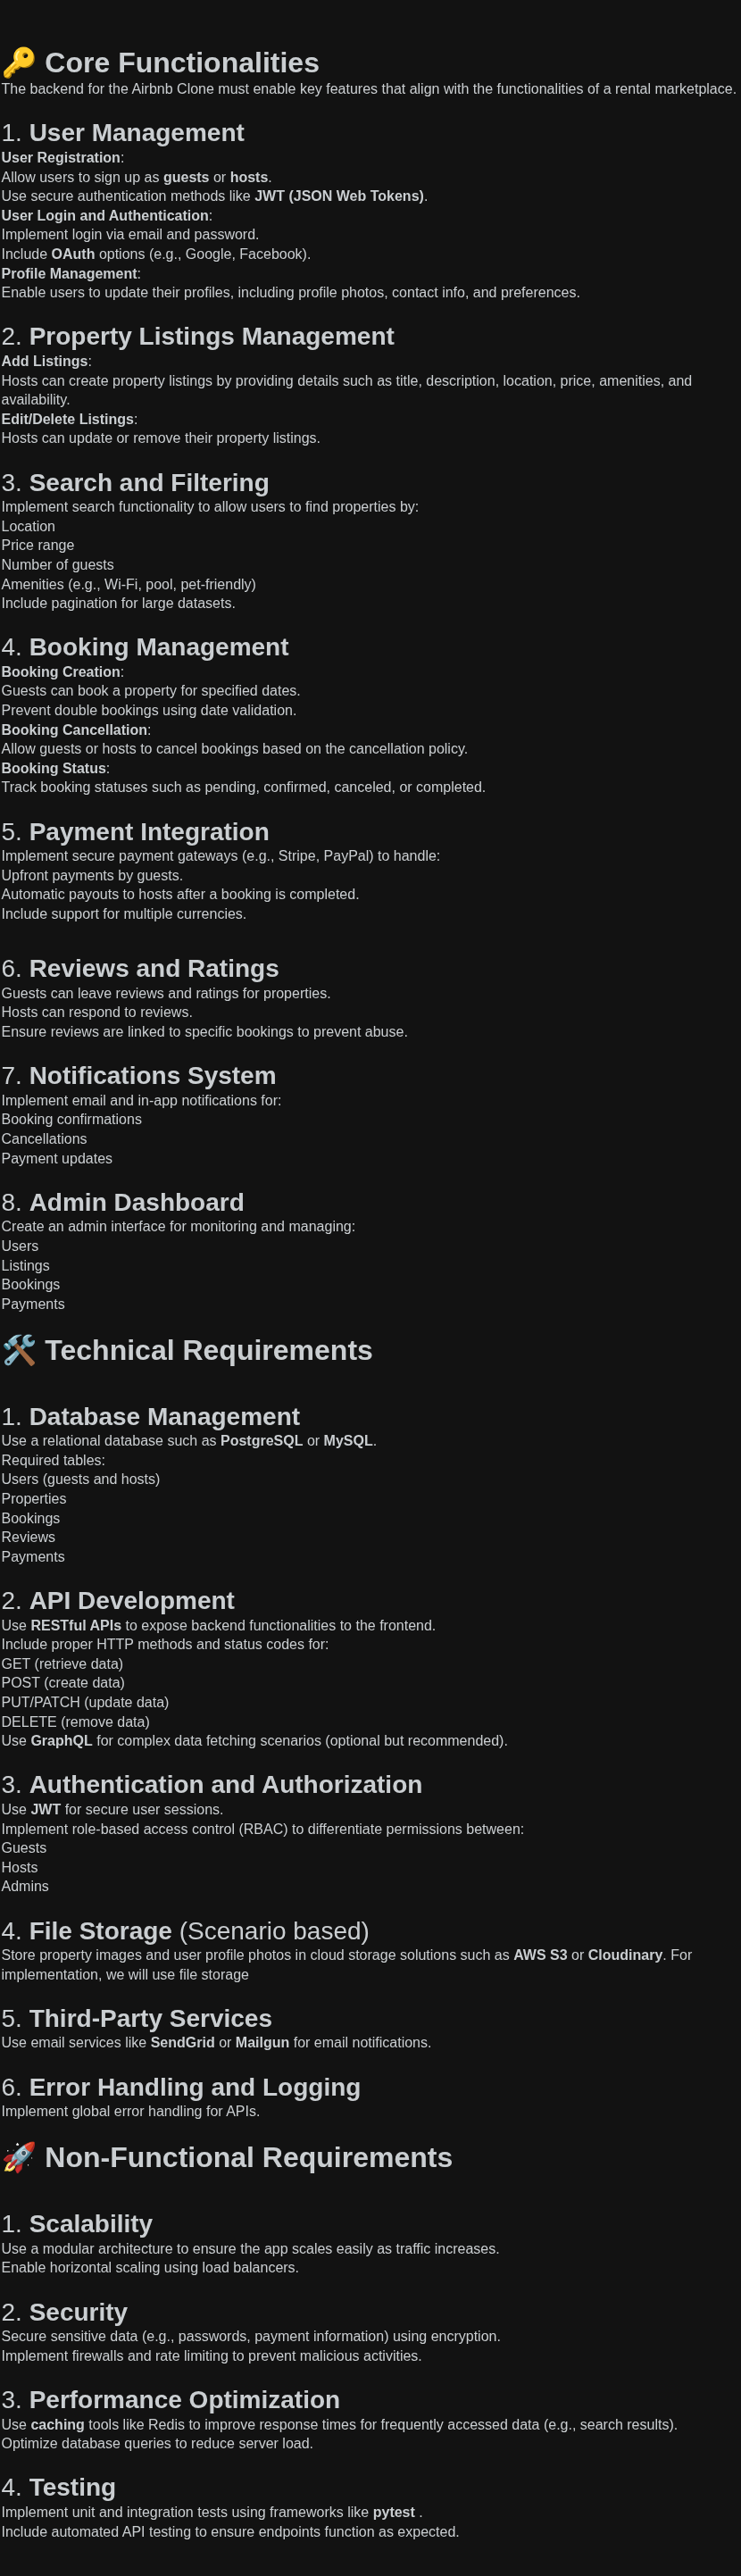 🔑 Core Functionalities
The backend for the Airbnb Clone must enable key features that align with the functionalities of a rental marketplace.
1. User Management
User Registration:
Allow users to sign up as guests or hosts.
Use secure authentication methods like JWT (JSON Web Tokens).
User Login and Authentication:
Implement login via email and password.
Include OAuth options (e.g., Google, Facebook).
Profile Management:
Enable users to update their profiles, including profile photos, contact info, and preferences.
2. Property Listings Management
Add Listings:
Hosts can create property listings by providing details such as title, description, location, price, amenities, and
availability.
Edit/Delete Listings:
Hosts can update or remove their property listings.
3. Search and Filtering
Implement search functionality to allow users to find properties by:
Location
Price range
Number of guests
Amenities (e.g., Wi-Fi, pool, pet-friendly)
Include pagination for large datasets.
4. Booking Management
Booking Creation:
Guests can book a property for specified dates.
Prevent double bookings using date validation.
Booking Cancellation:
Allow guests or hosts to cancel bookings based on the cancellation policy.
Booking Status:
Track booking statuses such as pending, confirmed, canceled, or completed.
5. Payment Integration
Implement secure payment gateways (e.g., Stripe, PayPal) to handle:
Upfront payments by guests.
Automatic payouts to hosts after a booking is completed.
Include support for multiple currencies.
6. Reviews and Ratings
Guests can leave reviews and ratings for properties.
Hosts can respond to reviews.
Ensure reviews are linked to specific bookings to prevent abuse.
7. Notifications System
Implement email and in-app notifications for:
Booking confirmations
Cancellations
Payment updates
8. Admin Dashboard
Create an admin interface for monitoring and managing:
Users
Listings
Bookings
Payments
🛠️ Technical Requirements
1. Database Management
Use a relational database such as PostgreSQL or MySQL.
Required tables:
Users (guests and hosts)
Properties
Bookings
Reviews
Payments
2. API Development
Use RESTful APIs to expose backend functionalities to the frontend.
Include proper HTTP methods and status codes for:
GET (retrieve data)
POST (create data)
PUT/PATCH (update data)
DELETE (remove data)
Use GraphQL for complex data fetching scenarios (optional but recommended).
3. Authentication and Authorization
Use JWT for secure user sessions.
Implement role-based access control (RBAC) to differentiate permissions between:
Guests
Hosts
Admins
4. File Storage (Scenario based)
Store property images and user profile photos in cloud storage solutions such as AWS S3 or Cloudinary. For
implementation, we will use file storage
5. Third-Party Services
Use email services like SendGrid or Mailgun for email notifications.
6. Error Handling and Logging
Implement global error handling for APIs.
🚀 Non-Functional Requirements
1. Scalability
Use a modular architecture to ensure the app scales easily as traffic increases.
Enable horizontal scaling using load balancers.
2. Security
Secure sensitive data (e.g., passwords, payment information) using encryption.
Implement firewalls and rate limiting to prevent malicious activities.
3. Performance Optimization
Use caching tools like Redis to improve response times for frequently accessed data (e.g., search results).
Optimize database queries to reduce server load.
4. Testing
Implement unit and integration tests using frameworks like pytest .
Include automated API testing to ensure endpoints function as expected.